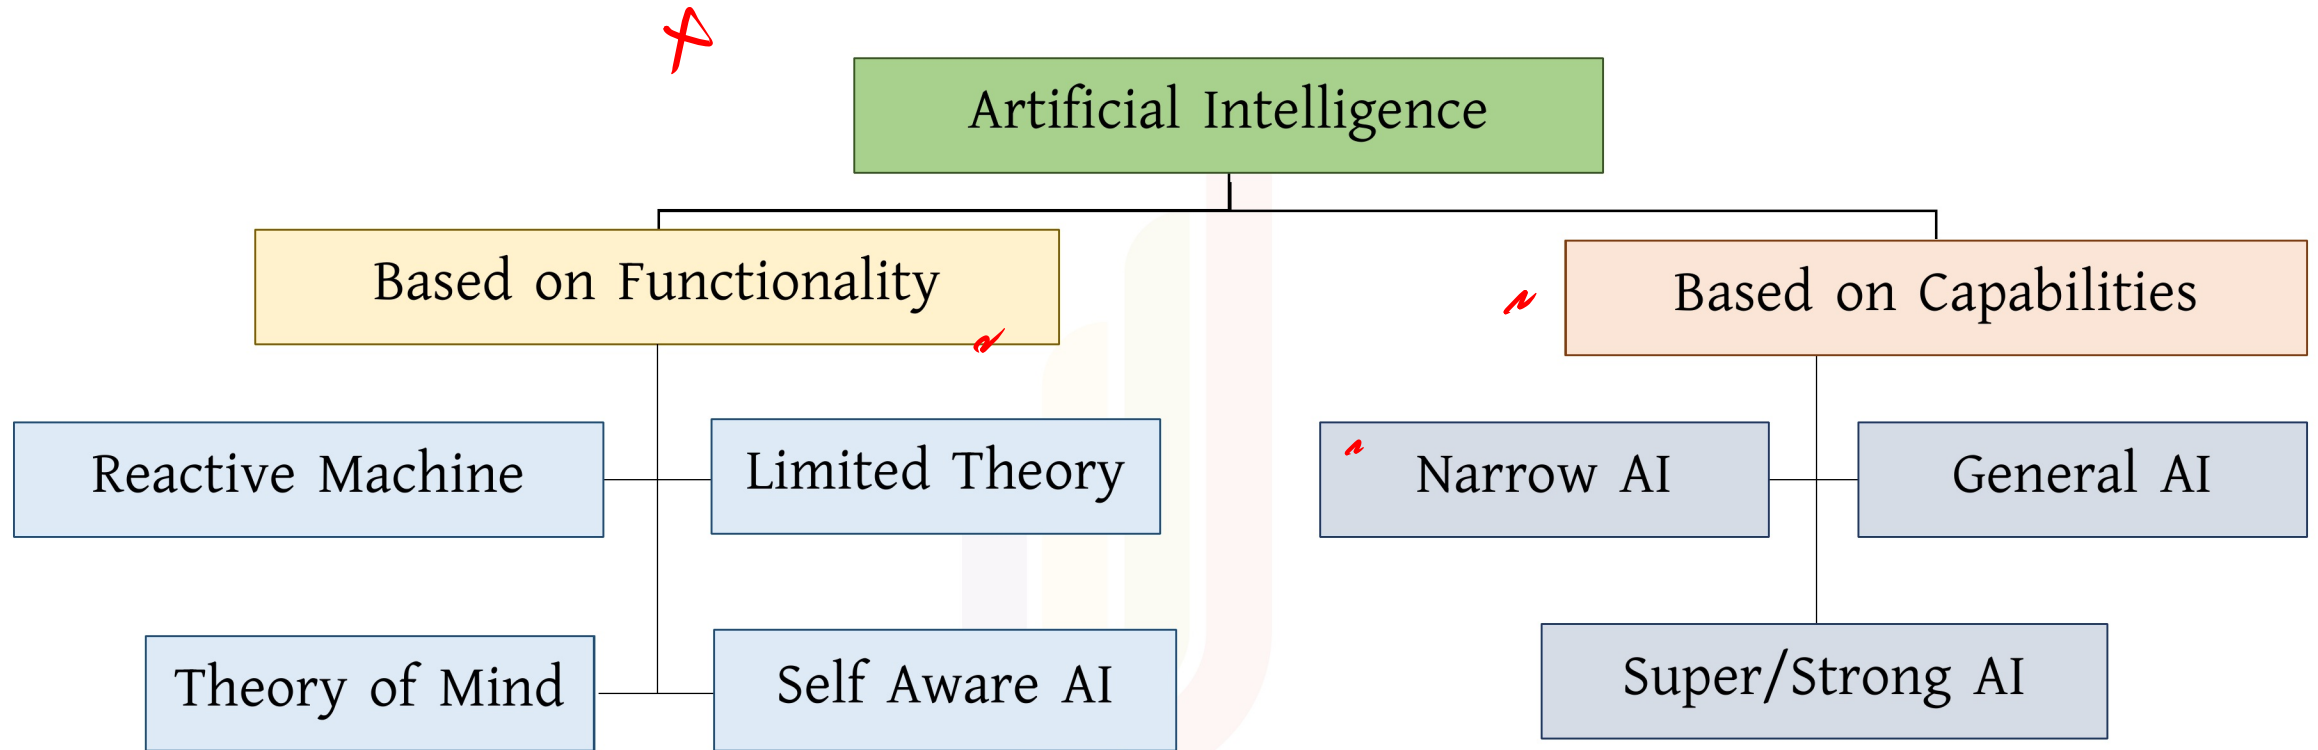 Artificial Intelligence
Based on Functionality
Based on Capabilities
Reactive Machine
Limited Theory
Narrow AI
General AI
Theory of Mind
Self Aware AI
Super/Strong AI